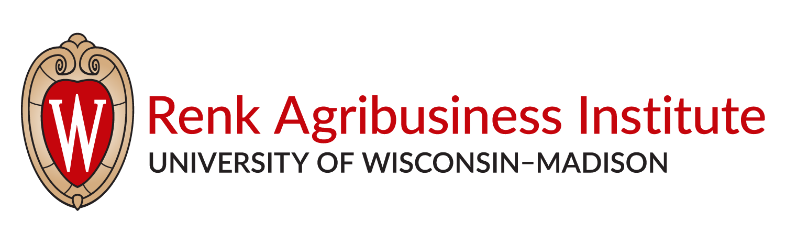 W
Renk Agribusiness Institute
UNIVERSITY OF WISCONSIN–MADISON